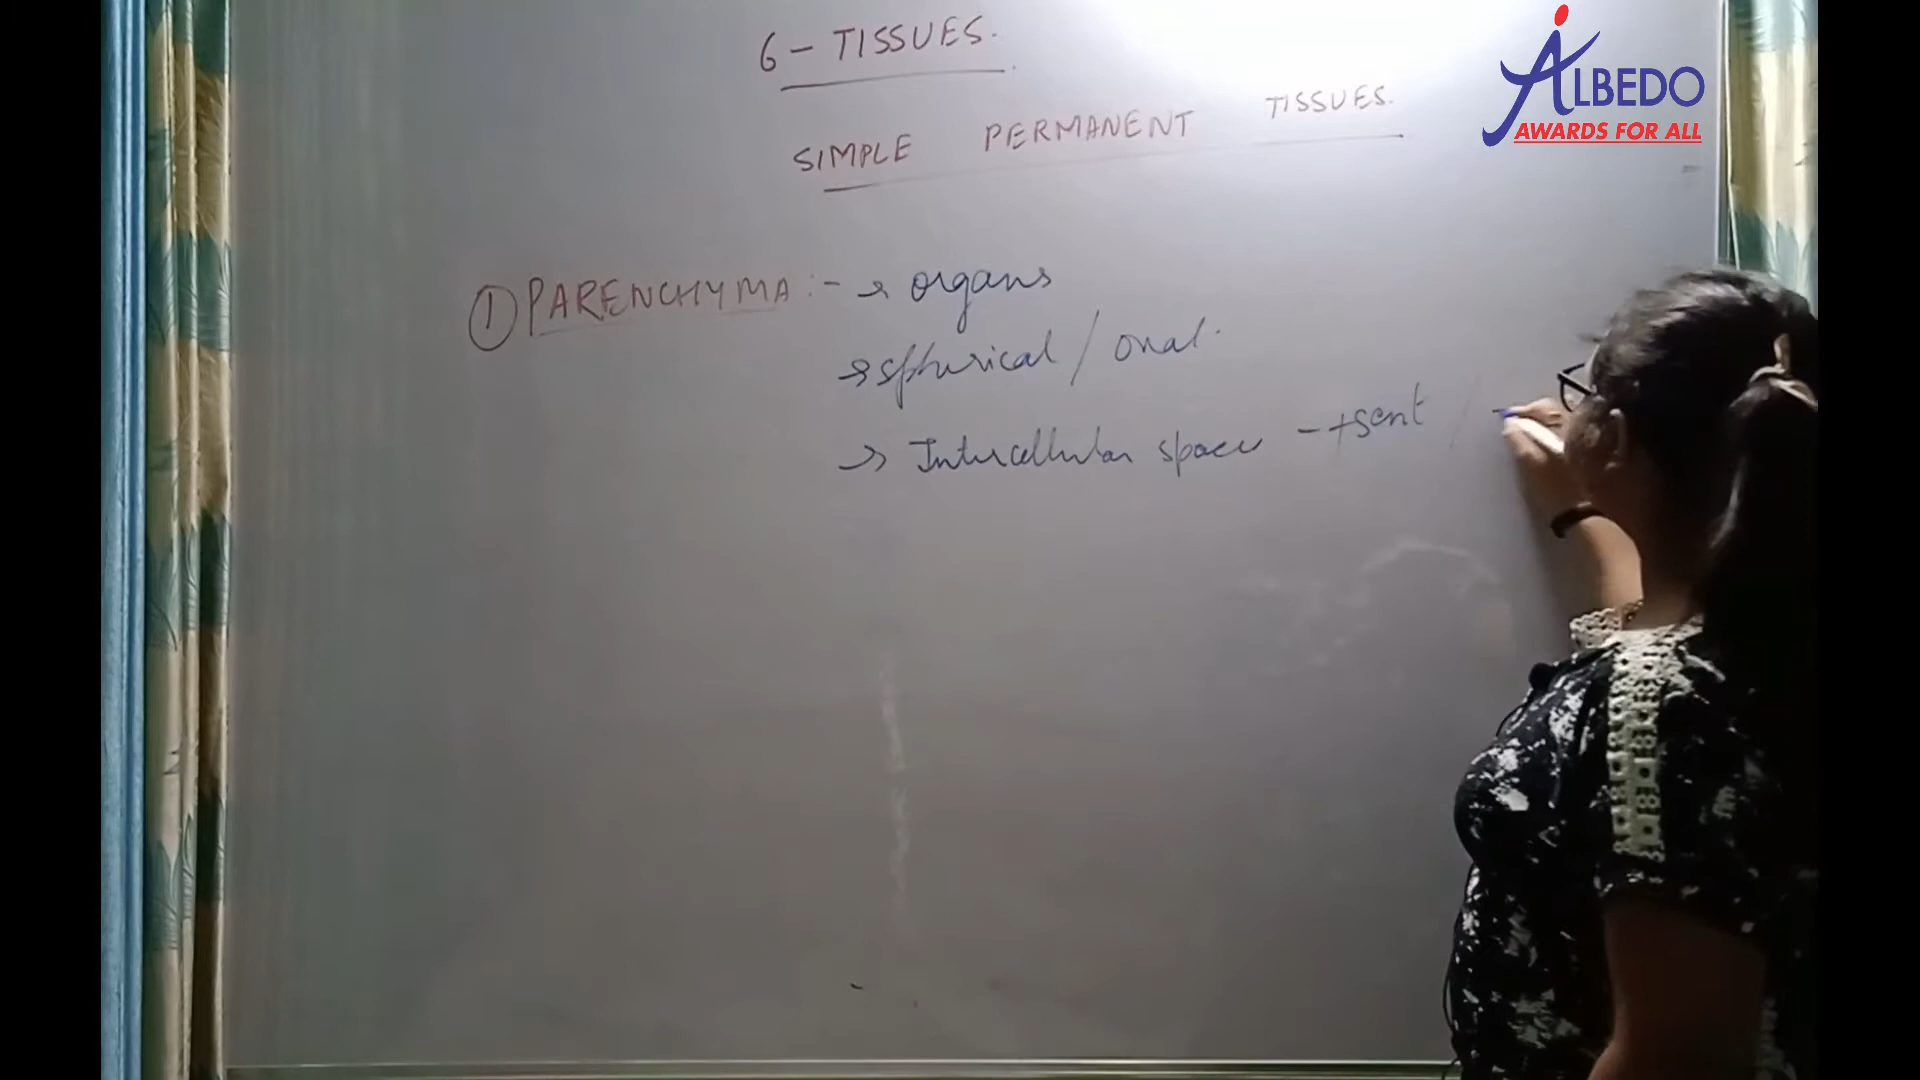 6 - TISSUES.
SIMPLE PERMANENT TISSUES.
① PARENCHYMA :- → organs
→ spherical / oval.
→ Intercellular space - +sent / -
ALBEDO
AWARDS FOR ALL